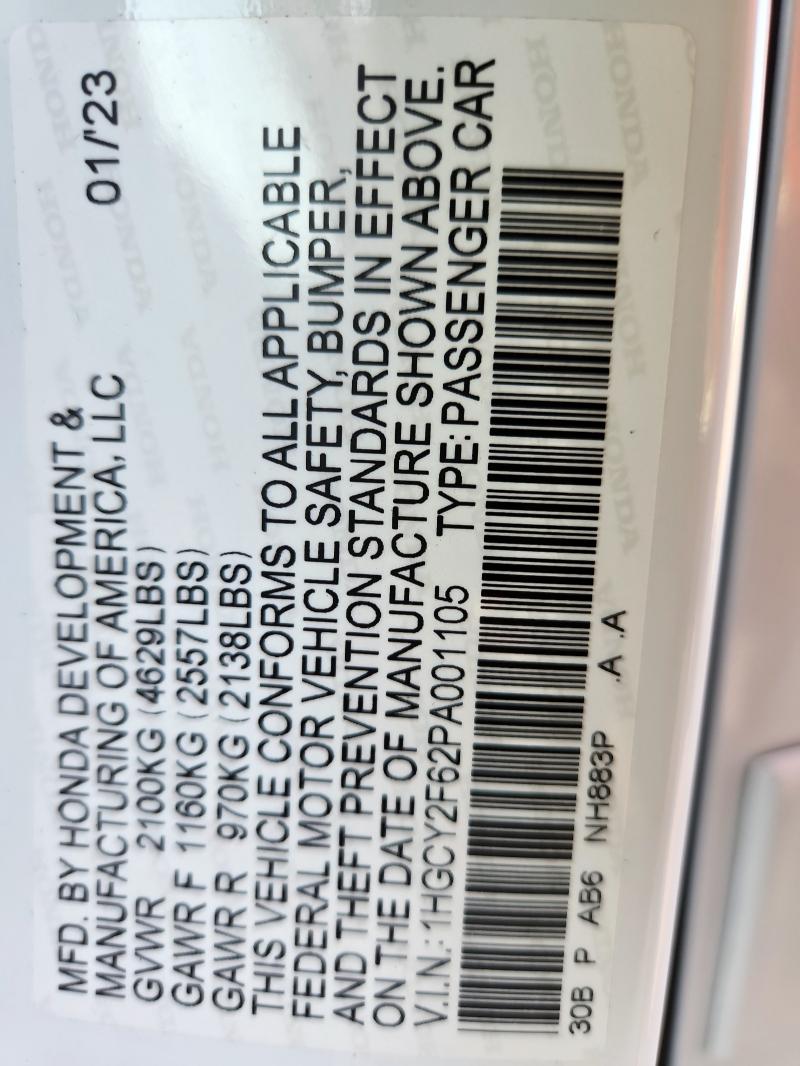 MFD. BY HONDA DEVELOPMENT & 01/'23
MANUFACTURING OF AMERICA, LLC
GVWR 2100KG (4629LBS)
GAWR F 1160KG (2557LBS)
GAWR R 970KG (2138LBS)
THIS VEHICLE CONFORMS TO ALL APPLICABLE
FEDERAL MOTOR VEHICLE SAFETY, BUMPER,
AND THEFT PREVENTION STANDARDS IN EFFECT
ON THE DATE OF MANUFACTURE SHOWN ABOVE.
V.I.N.: 1HGCY2F62PA001105 TYPE: PASSENGER CAR
30B P AB6 NH883P .A .A